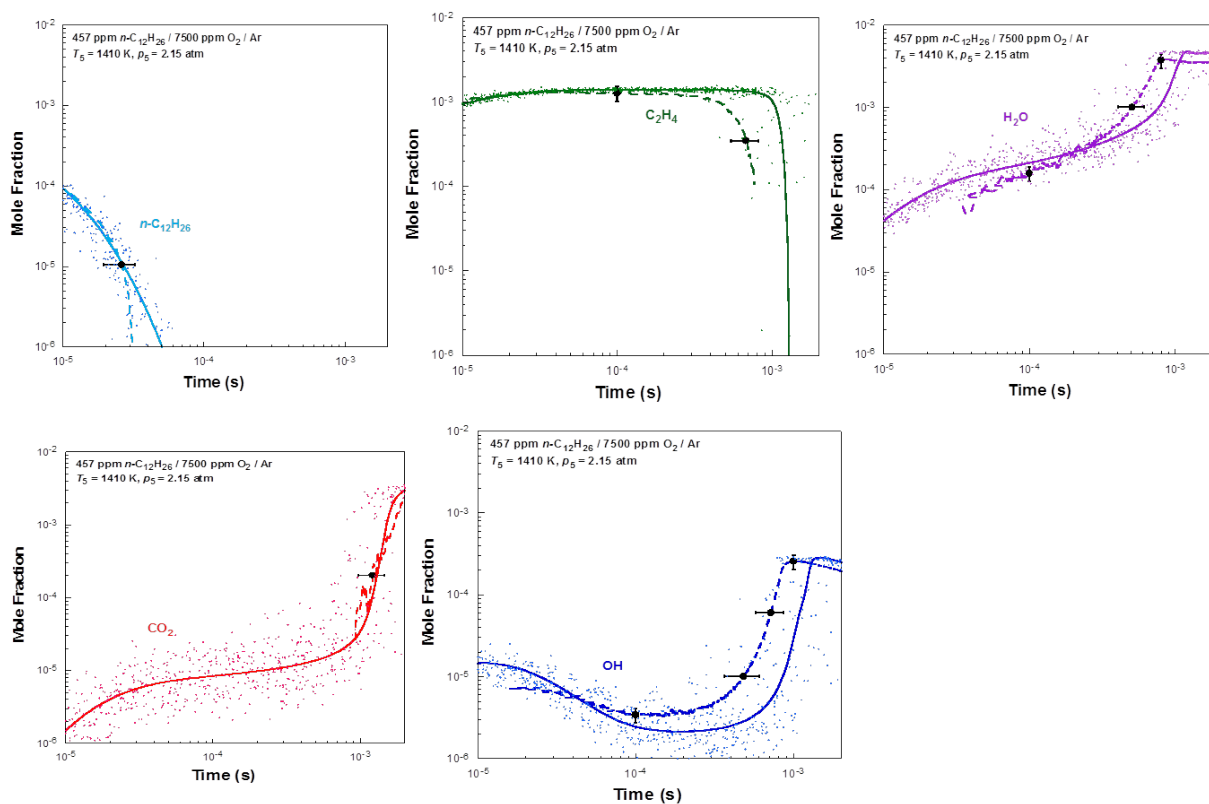 457 ppm n-C12H26 / 7500 ppm O2 / Ar
T5 = 1410 K, p5 = 2.15 atm
Mole Fraction
10-2
10-3
10-4
10-5
10-6
n-C12H26
10-5
10-4
10-3
Time (s)
457 ppm n-C12H26 / 7500 ppm O2 / Ar
T5 = 1410 K, p5 = 2.15 atm
Mole Fraction
10-2
10-3
10-4
10-5
10-6
C2H4
10-5
10-4
10-3
Time (s)
457 ppm n-C12H26 / 7500 ppm O2 / Ar
T5 = 1410 K, p5 = 2.15 atm
Mole Fraction
10-2
10-3
10-4
10-5
10-6
H2O
10-5
10-4
10-3
Time (s)
457 ppm n-C12H26 / 7500 ppm O2 / Ar
T5 = 1410 K, p5 = 2.15 atm
Mole Fraction
10-2
10-3
10-4
10-5
10-6
CO2.
10-5
10-4
10-3
Time (s)
457 ppm n-C12H26 / 7500 ppm O2 / Ar
T5 = 1410 K, p5 = 2.15 atm
Mole Fraction
10-2
10-3
10-4
10-5
10-6
OH
10-5
10-4
10-3
Time (s)